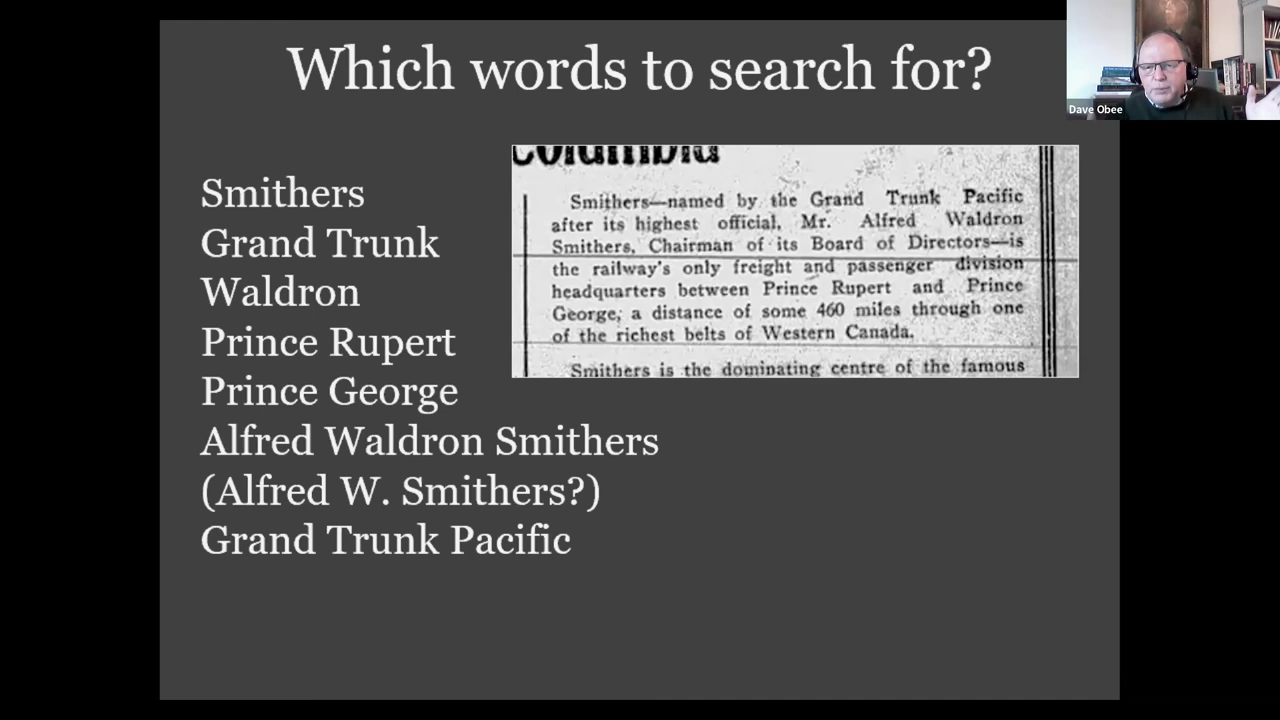 Which words to search for?
Dave Obee
Smithers
Grand Trunk
Waldron
Prince Rupert
Prince George
Alfred Waldron Smithers
(Alfred W. Smithers?)
Grand Trunk Pacific
Columbia
Smithers—named by the Grand Trunk Pacific
after its highest official, Mr. Alfred Waldron
Smithers, Chairman of its Board of Directors—is
the railway's only freight and passenger division
headquarters between Prince Rupert and Prince
George, a distance of some 460 miles through one
of the richest belts of Western Canada.
Smithers is the dominating centre of the famous